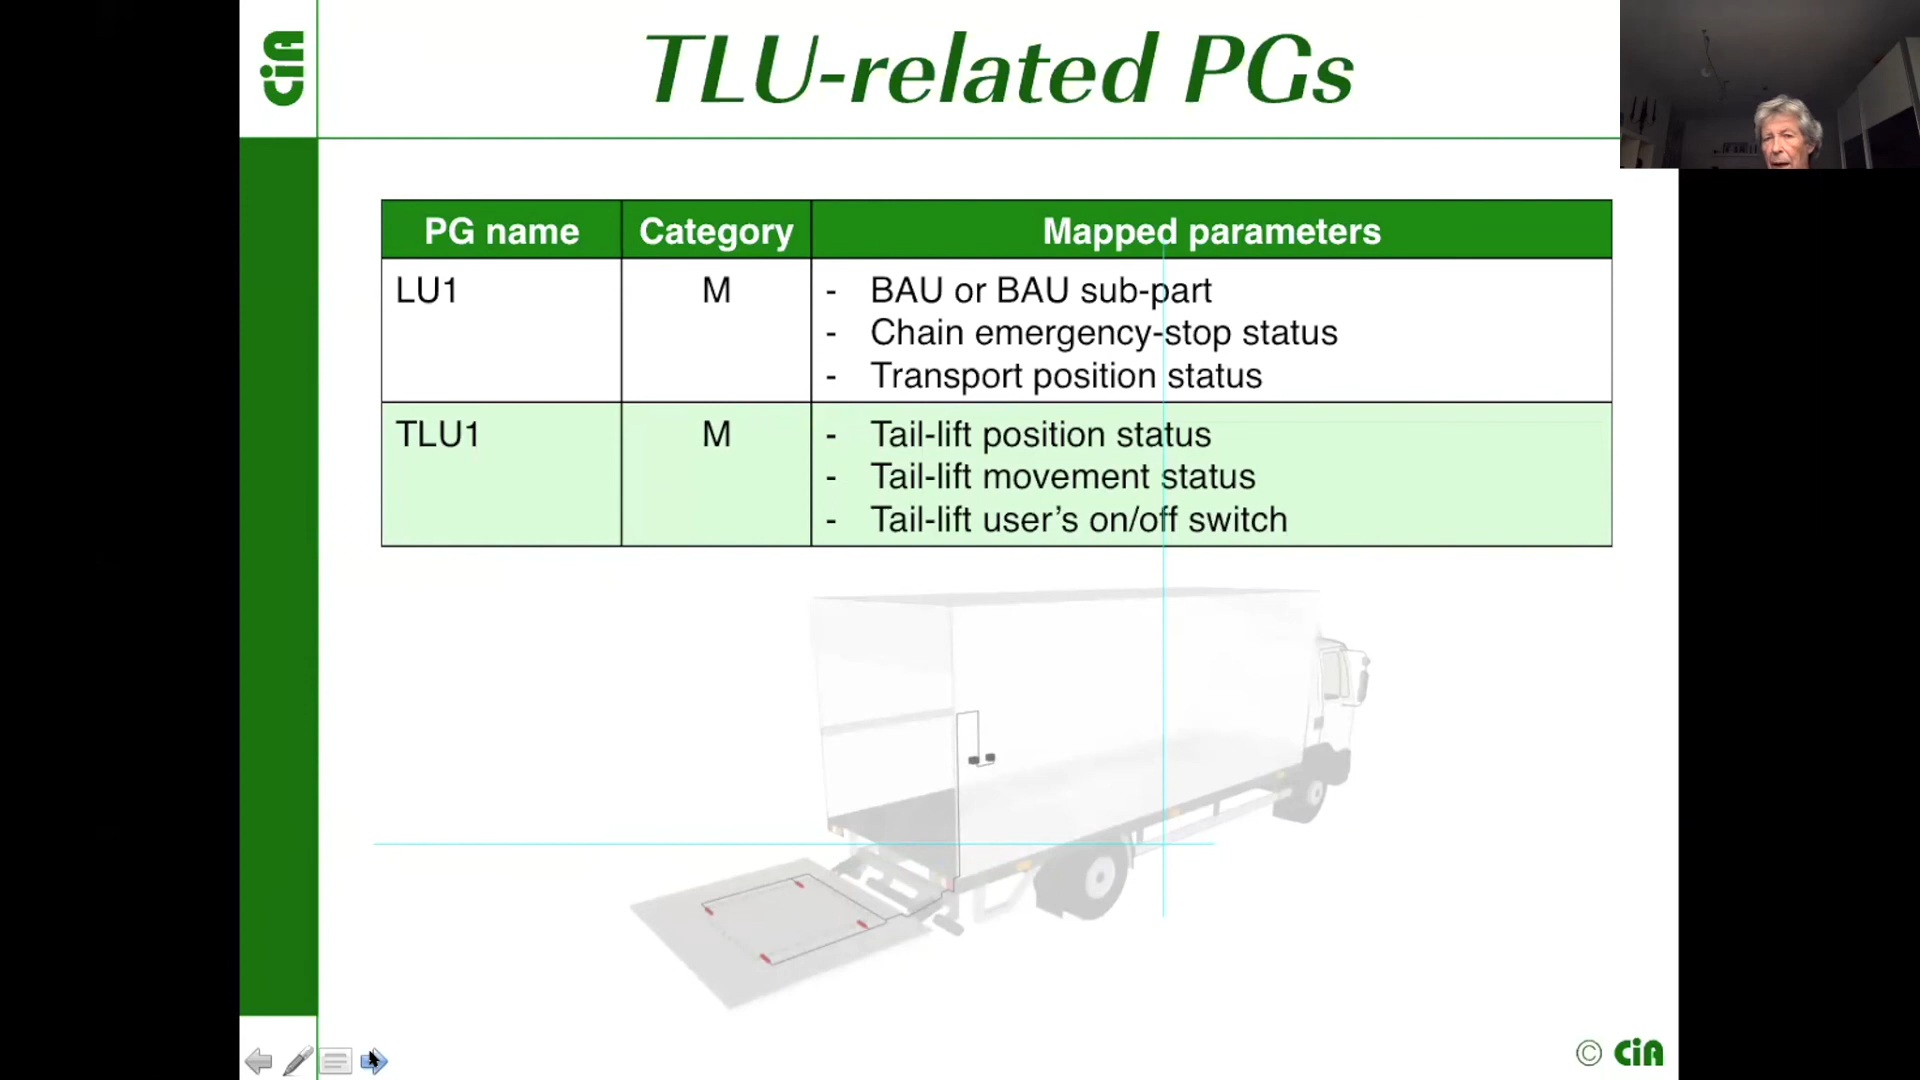 CiA
TLU-related PGs
PG name Category Mapped parameters
LU1 M - BAU or BAU sub-part
- Chain emergency-stop status
- Transport position status
TLU1 M - Tail-lift position status
- Tail-lift movement status
- Tail-lift user’s on/off switch
© CiA